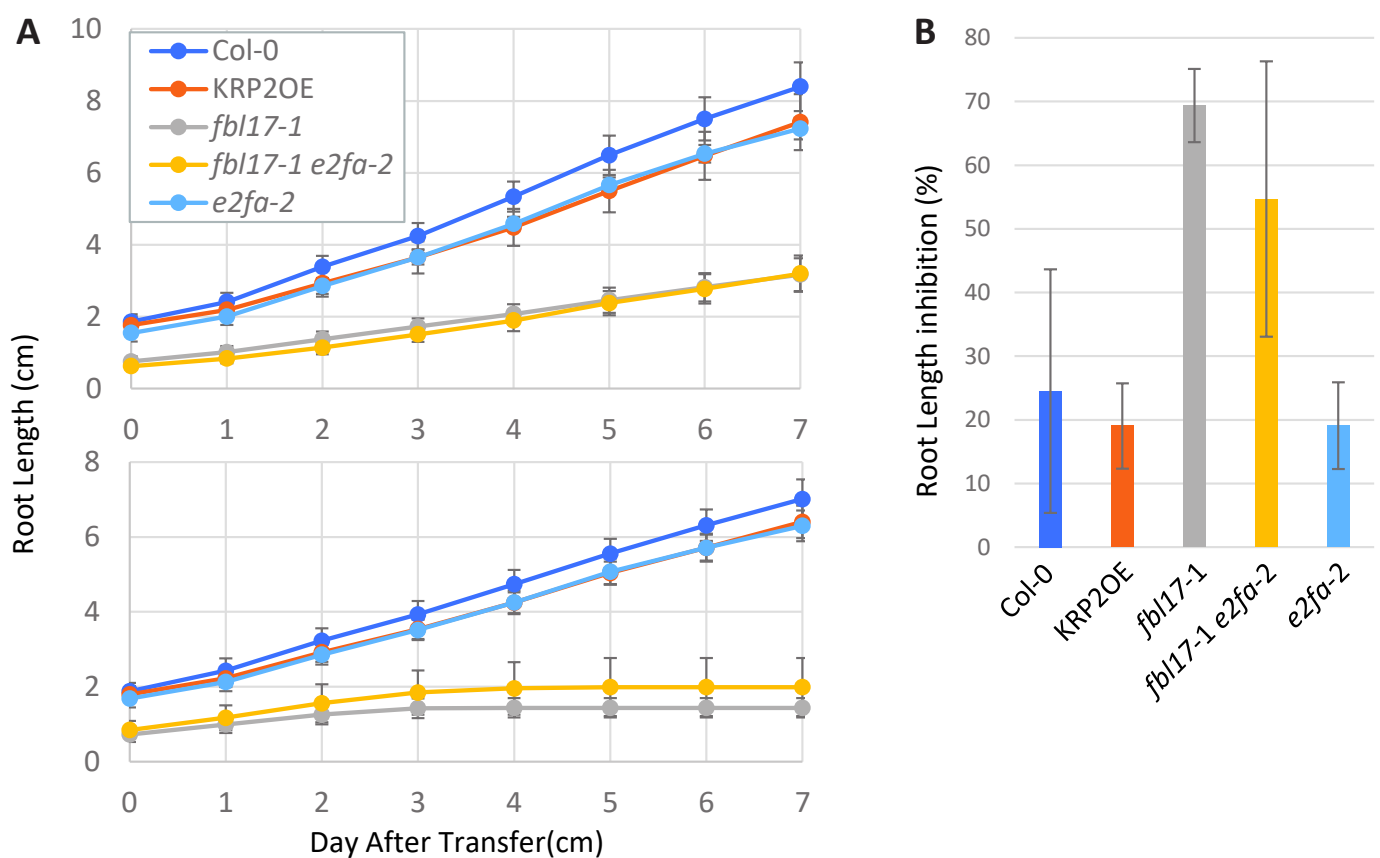 A
Root Length (cm)
10
8
6
4
2
0
Col-0
KRP2OE
fbl17-1
fbl17-1 e2fa-2
e2fa-2
0 1 2 3 4 5 6 7
8
6
4
2
0
0 1 2 3 4 5 6 7
Day After Transfer(cm)
B
Root Length inhibition (%)
80
70
60
50
40
30
20
10
0
Col-0
KRP2OE
fbl17-1
fbl17-1 e2fa-2
e2fa-2